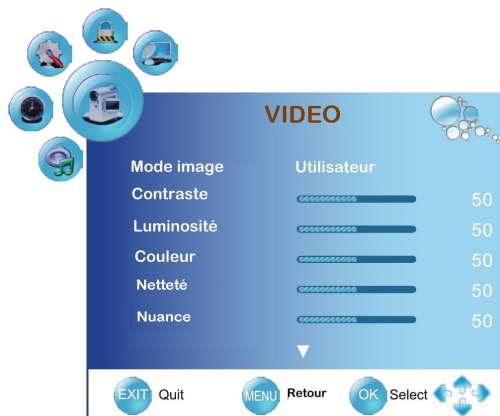 VIDEO
Mode image Utilisateur
Contraste 50
Luminosité 50
Couleur 50
Netteté 50
Nuance 50
EXIT Quit MENU Retour OK Select